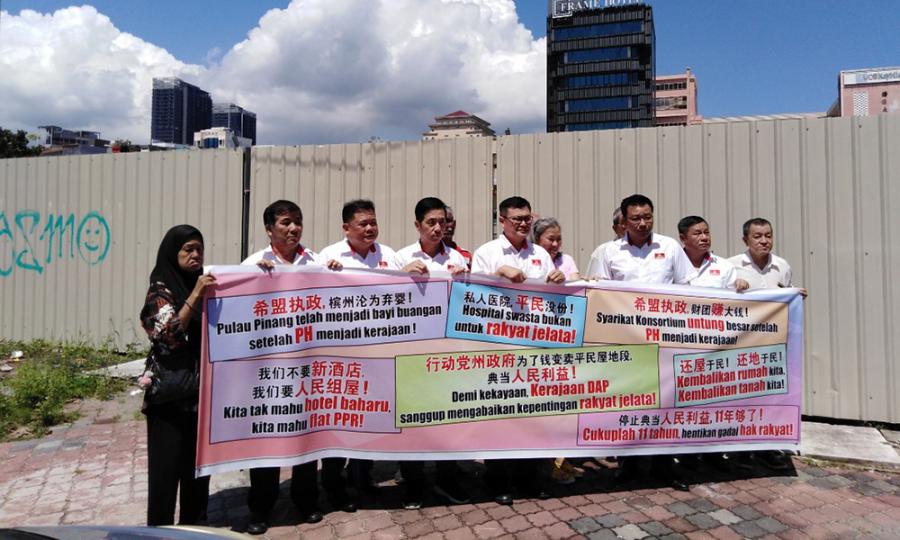 FRAME HOTEL
COSMO
希盟执政, 槟州沦为弃婴!
Pulau Pinang telah menjadi bayi buangan
setelah PH menjadi kerajaan !
私人医院, 平民没份!
Hospital swasta bukan
untuk rakyat jelata!
希盟执政, 财团赚大钱!
Syarikat Konsortium untung besar setelah
PH menjadi kerajaan!
我们不要新酒店,
我们要人民组屋!
Kita tak mahu hotel baharu,
kita mahu flat PPR!
行动党州政府为了钱变卖平民屋地段,
典当人民利益!
Demi kekayaan, Kerajaan DAP
sanggup mengabaikan kepentingan rakyat jelata!
还屋于民! 还地于民!
Kembalikan rumah kita,
Kembalikan tanah kita!
停止典当人民利益, 11年够了!
Cukuplah 11 tahun, hentikan gadai hak rakyat!